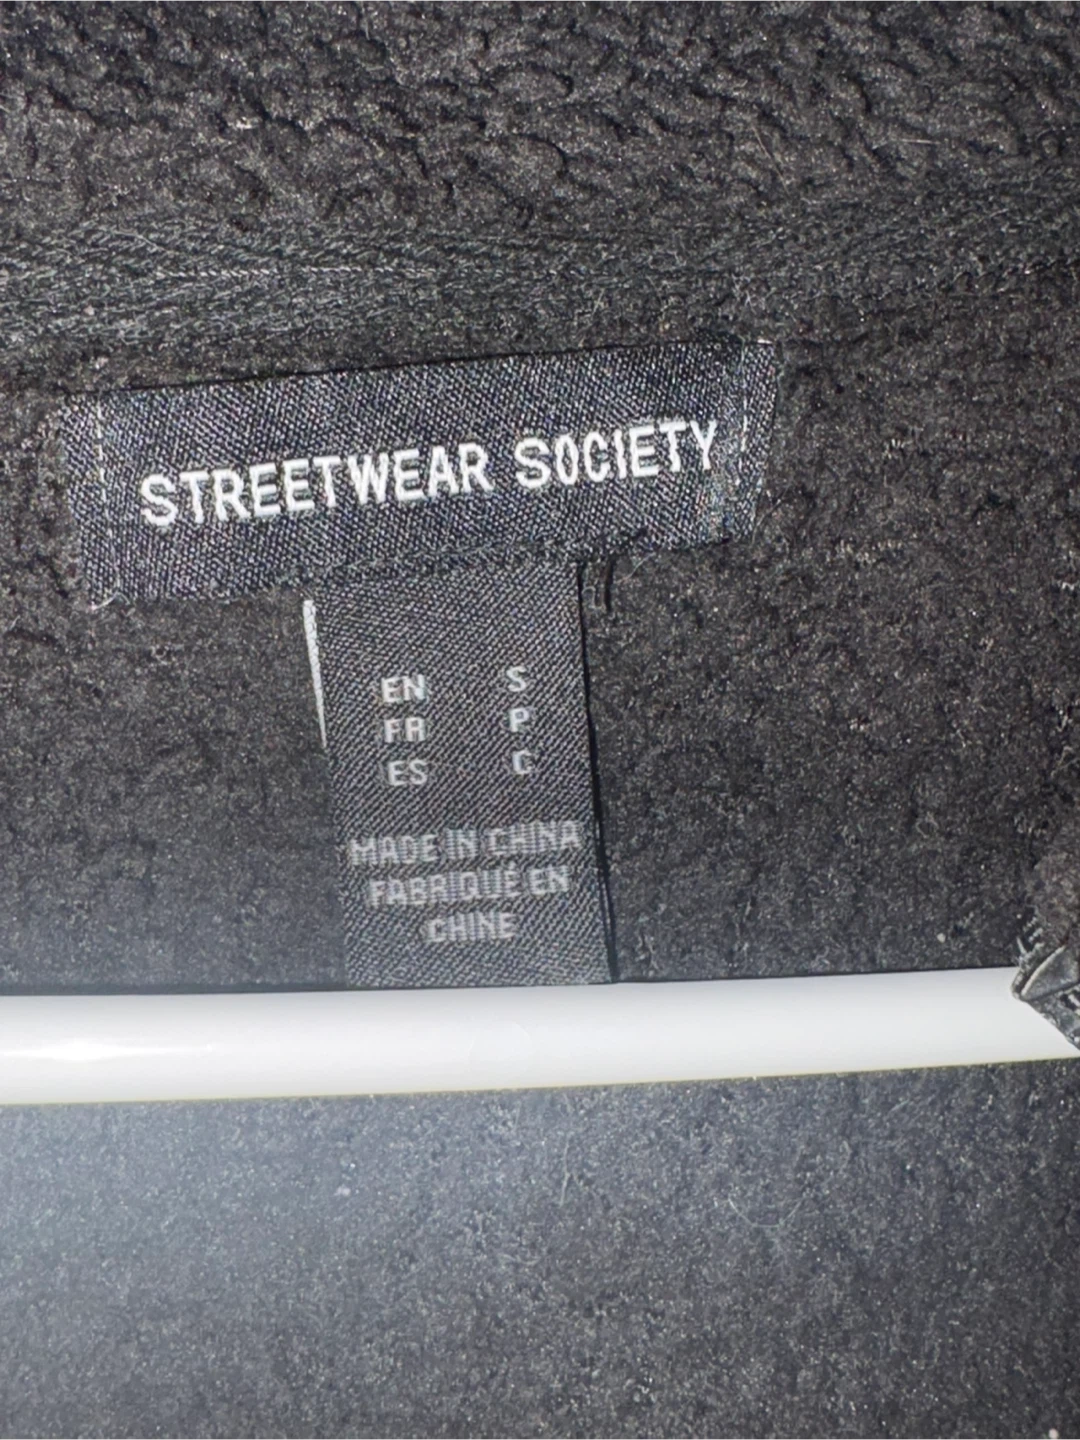 STREETWEAR SOCIETY
EN S
FR P
ES C
MADE IN CHINA
FABRIQUÉ EN
CHINE